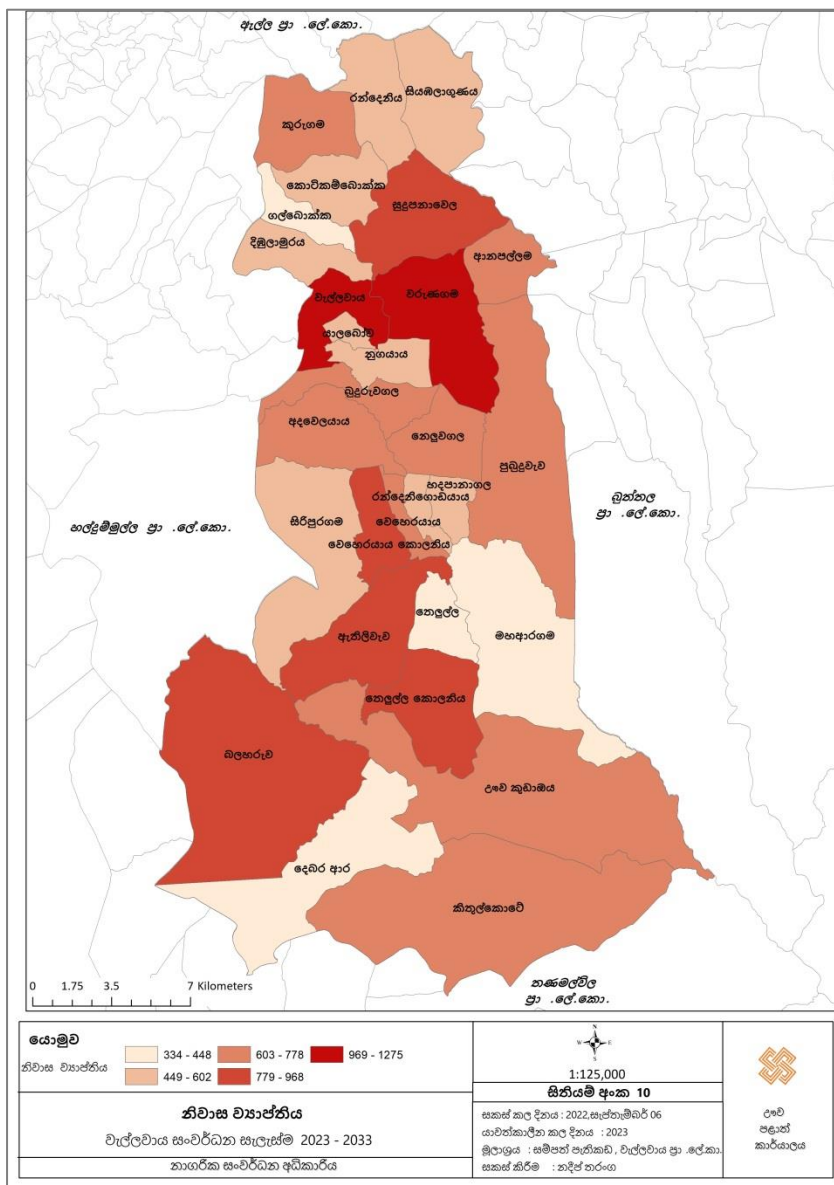 ඇල්ල ප්‍රා .ලේ.කො.
රන්දෙනිය
සියඹලාගුණය
කුරුගම
කොටිකම්බොක්ක
ගල්බොක්ක
සුදුපනාවෙල
දිඹුලාමුරය
ආනපල්ලම
වැල්ලවාය
වරුණගම
යාලබෝව
නුගයාය
බුදුරුවගල
අදවෙලයාය
නෙලුවගල
පුබුදුවැව
හදපානාගල
බුත්තල
ප්‍රා .ලේ.කො.
රන්දෙනිගොඩයාය
සිරිපුරගම
වෙහෙරයාය
හල්දුම්මුල්ල ප්‍රා .ලේ.කො.
වෙහෙරයාය කොලනිය
තෙලුල්ල
ඇතිලිවැව
මහආරගම
තෙලුල්ල කොලනිය
බලහරුව
ඌව කුඩාඔය
දෙබර ආර
කිතුල්කොටේ
තණමල්විල
ප්‍රා .ලේ.කො.
0 1.75 3.5 7 Kilometers
යොමුව
නිවාස ව්‍යාප්තිය
334 - 448 603 - 778 969 - 1275
449 - 602 779 - 968
N
W E
S
1:125,000
සිතියම් අංක 10
නිවාස ව්‍යාප්තිය
වැල්ලවාය සංවර්ධන සැලැස්ම 2023 - 2033
නාගරික සංවර්ධන අධිකාරිය
සකස් කල දිනය : 2022,සැප්තැම්බර් 06
යාවත්කාලීන කල දිනය : 2023
මූලාශ්‍රය : සම්පත් පැතිකඩ , වැල්ලවාය ප්‍රා .ලේ.කා.
සකස් කිරීම : නදීප් තරංග
ඌව
පළාත්
කාර්යාලය